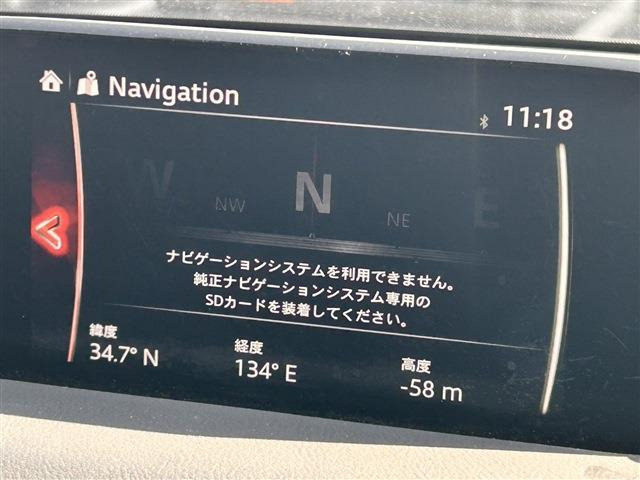 Navigation
11:18
W NW N NE E
ナビゲーションシステムを利用できません。
純正ナビゲーションシステム専用の
SDカードを装着してください。
緯度 経度 高度
34.7° N 134° E -58 m